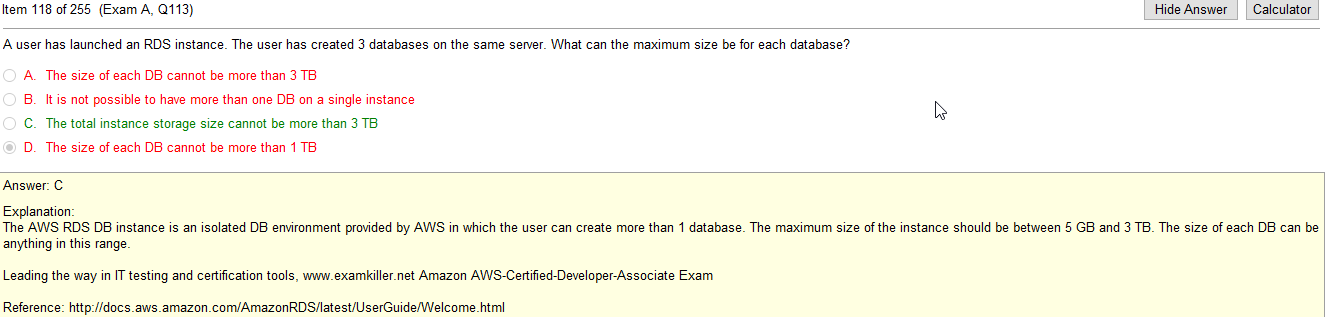 Item 118 of 255 (Exam A, Q113)
Hide Answer
Calculator
A user has launched an RDS instance. The user has created 3 databases on the same server. What can the maximum size be for each database?
A. The size of each DB cannot be more than 3 TB
B. It is not possible to have more than one DB on a single instance
C. The total instance storage size cannot be more than 3 TB
D. The size of each DB cannot be more than 1 TB
Answer: C
Explanation:
The AWS RDS DB instance is an isolated DB environment provided by AWS in which the user can create more than 1 database. The maximum size of the instance should be between 5 GB and 3 TB. The size of each DB can be
anything in this range.
Leading the way in IT testing and certification tools, www.examkiller.net Amazon AWS-Certified-Developer-Associate Exam
Reference: http://docs.aws.amazon.com/AmazonRDS/latest/UserGuide/Welcome.html